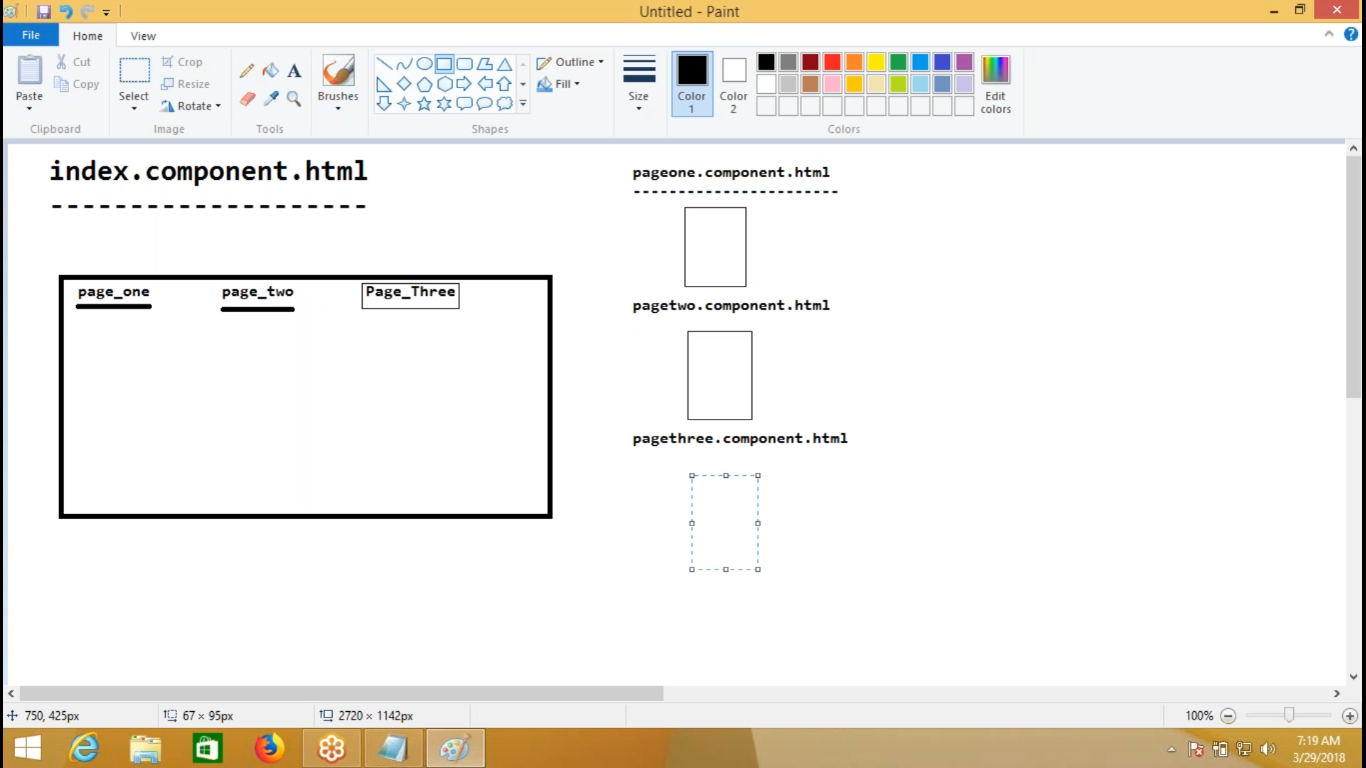 Untitled - Paint
File
Home
View
Paste
Cut
Copy
Clipboard
Select
Crop
Resize
Rotate
Image
A
Tools
Brushes
Outline
Fill
Shapes
Size
Color
1
Color
2
Edit
colors
Colors
index.component.html
--------------------
page_one
page_two
Page_Three
pageone.component.html
-----------------------
pagetwo.component.html
pagethree.component.html
750, 425px
67 × 95px
2720 × 1142px
100%
7:19 AM
3/29/2018